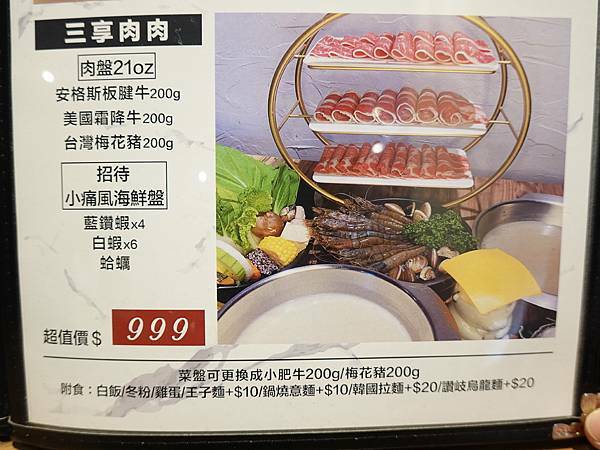 三享肉肉
肉盤21oz
安格斯板腱牛200g
美國霜降牛200g
台灣梅花豬200g
招待
小痛風海鮮盤
藍鑽蝦x4
白蝦x6
蛤蠣
超值價$ 999
菜盤可更換成小肥牛200g/梅花豬200g
附食：白飯/冬粉/雞蛋/王子麵+$10/鍋燒意麵+$10/韓國拉麵+$20/讃岐烏龍麵+$20